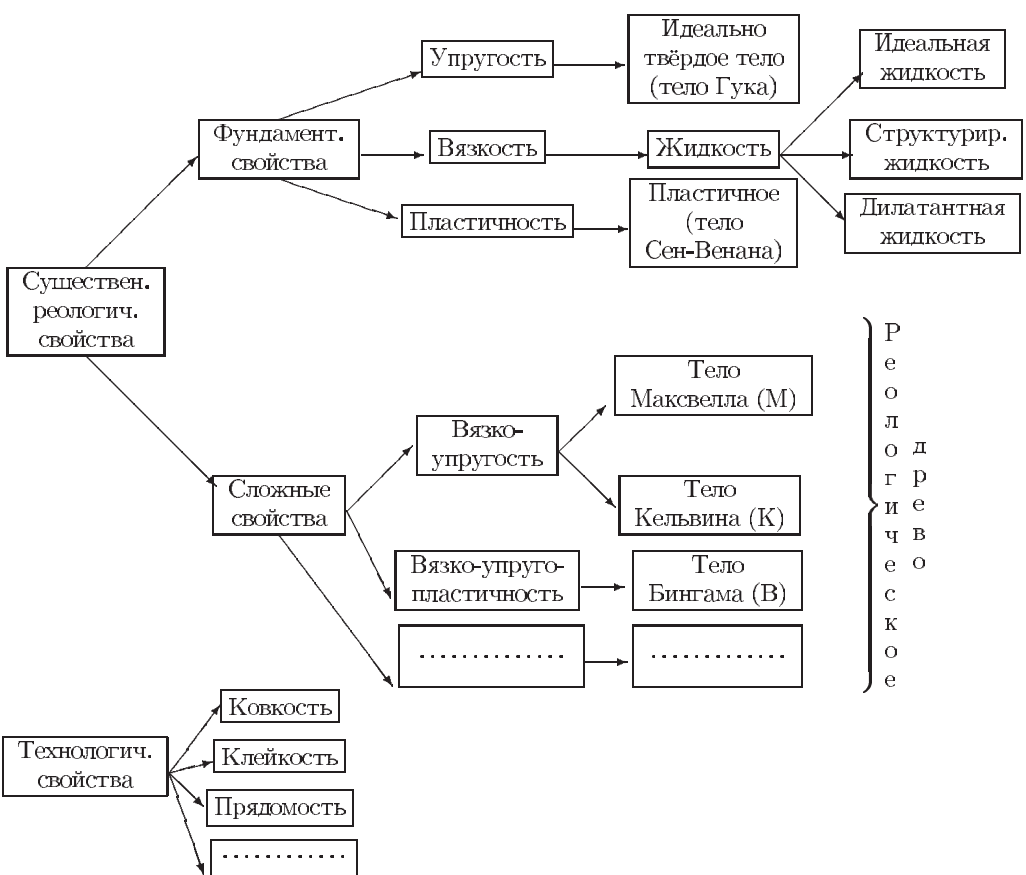 Упругость
Идеально
твёрдое тело
(тело Гука)
Идеальная
жидкость
Фундамент.
свойства
Вязкость
Жидкость
Структурир.
жидкость
Пластичность
Пластичное
(тело
Сен-Венана)
Дилатантная
жидкость
Существен.
реологич.
свойства
Тело
Максвелла (М)
Вязко-
упругость
Сложные
свойства
Тело
Кельвина (К)
Вязко-упруго-
пластичность
Тело
Бингама (В)
..............
.............
Реологическое
древо
Технологич.
свойства
Ковкость
Клейкость
Прядомость
............